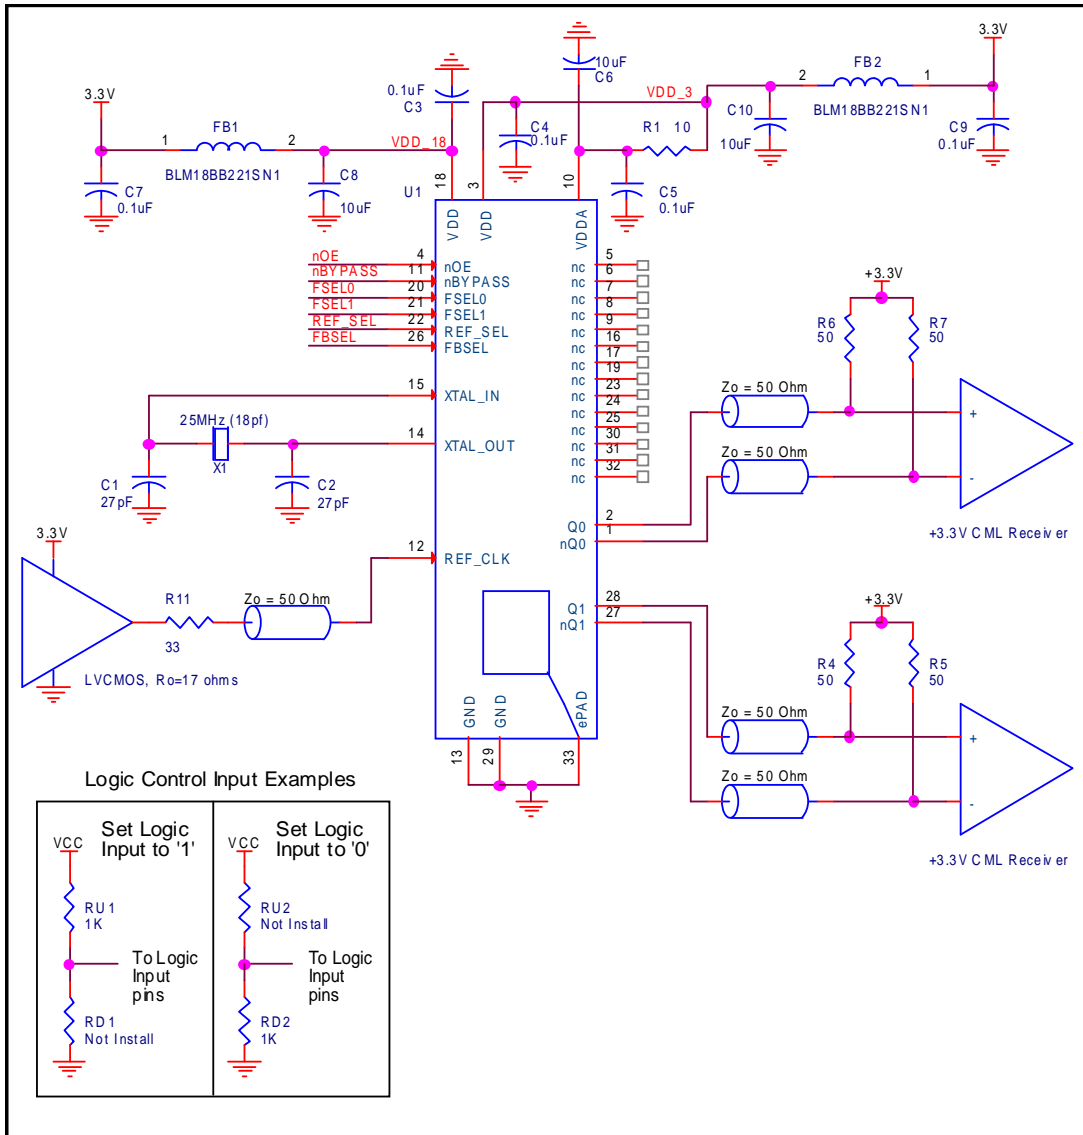 3.3V
10uF
C6
3.3V
FB2
2
1
BLM18BB221SN1
0.1uF
C3
VDD_3
C10
10uF
C9
0.1uF
C4
0.1uF
R1 10
FB1
1
2
BLM18BB221SN1
VDD_18
C7
0.1uF
C8
10uF
C5
0.1uF
U1
18
3
10
VDD
VDD
VDDA
nOE 4 nOE
nBYPASS 11 nBYPASS
FSEL0 20 FSEL0
FSEL1 21 FSEL1
REF_SEL 22 REF_SEL
FBSEL 26 FBSEL
nc 5
nc 6
nc 7
nc 8
nc 9
nc 16
nc 17
nc 19
nc 23
nc 24
nc 25
nc 30
nc 31
nc 32
15 XTAL_IN
14 XTAL_OUT
25MHz (18pf)
X1
C1
27pF
C2
27pF
3.3V
12 REF_CLK
R11
33
Zo = 50 Ohm
LVCMOS, Ro=17 ohms
Q0 2
nQ0 1
Q1 28
nQ1 27
GND
GND
ePAD
13
29
33
+3.3V
R6
50
R7
50
Zo = 50 Ohm
Zo = 50 Ohm
+
-
+3.3V CML Receiver
+3.3V
R4
50
R5
50
Zo = 50 Ohm
Zo = 50 Ohm
+
-
+3.3V CML Receiver
Logic Control Input Examples
Set Logic
Input to '1'
VCC
RU1
1K
To Logic
Input
pins
RD1
Not Install
Set Logic
Input to '0'
VCC
RU2
Not Install
To Logic
Input
pins
RD2
1K